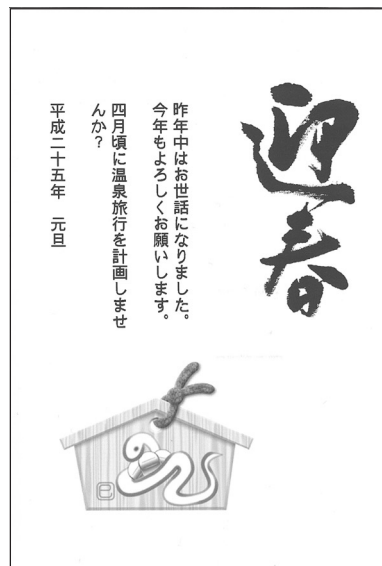 迎春
昨年中はお世話になりました。
今年もよろしくお願いします。
四月頃に温泉旅行を計画しませ
んか？
平成二十五年　元旦
巳